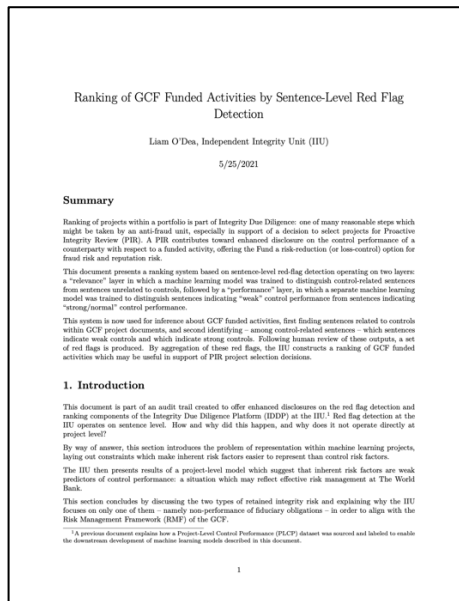 Ranking of GCF Funded Activities by Sentence-Level Red Flag
Detection
Liam O'Dea, Independent Integrity Unit (IIU)
5/25/2021
Summary
Ranking of projects within a portfolio is part of Integrity Due Diligence: one of many reasonable steps which
might be taken by an anti-fraud unit, especially in support of a decision to select projects for Proactive
Integrity Review (PIR). A PIR contributes toward enhanced disclosure on the control performance of a
counterparty with respect to a funded activity, offering the Fund a risk-reduction (or loss-control) option for
fraud risk and reputation risk.
This document presents a ranking system based on sentence-level red-flag detection operating on two layers:
a "relevance" layer in which a machine learning model was trained to distinguish control-related sentences
from sentences unrelated to controls, followed by a "performance" layer, in which a separate machine learning
model was trained to distinguish sentences indicating "weak" control performance from sentences indicating
"strong/normal" control performance.
This system is now used for inference about GCF funded activities, first finding sentences related to controls
within GCF project documents, and second identifying – among control-related sentences – which sentences
indicate weak controls and which indicate strong controls. Following human review of these outputs, a set
of red flags is produced. By aggregation of these red flags, the IIU constructs a ranking of GCF funded
activities which may be useful in support of PIR project selection decisions.
1. Introduction
This document is part of an audit trail created to offer enhanced disclosures on the red flag detection and
ranking components of the Integrity Due Diligence Platform (IDDP) at the IIU.1 Red flag detection at the
IIU operates on sentence level. How and why did this happen, and why does it not operate directly at
project level?
By way of answer, this section introduces the problem of representation within machine learning projects,
laying out constraints which make inherent risk factors easier to represent than control risk factors.
The IIU then presents results of a project-level model which suggest that inherent risk factors are weak
predictors of control performance: a situation which may reflect effective risk management at The World
Bank.
This section concludes by discussing the two types of retained integrity risk and explaining why the IIU
focuses on only one of them – namely non-performance of fiduciary obligations – in order to align with the
Risk Management Framework (RMF) of the GCF.
1A previous document explains how a Project-Level Control Performance (PLCP) dataset was sourced and labeled to enable
the downstream development of machine learning models described in this document.
1